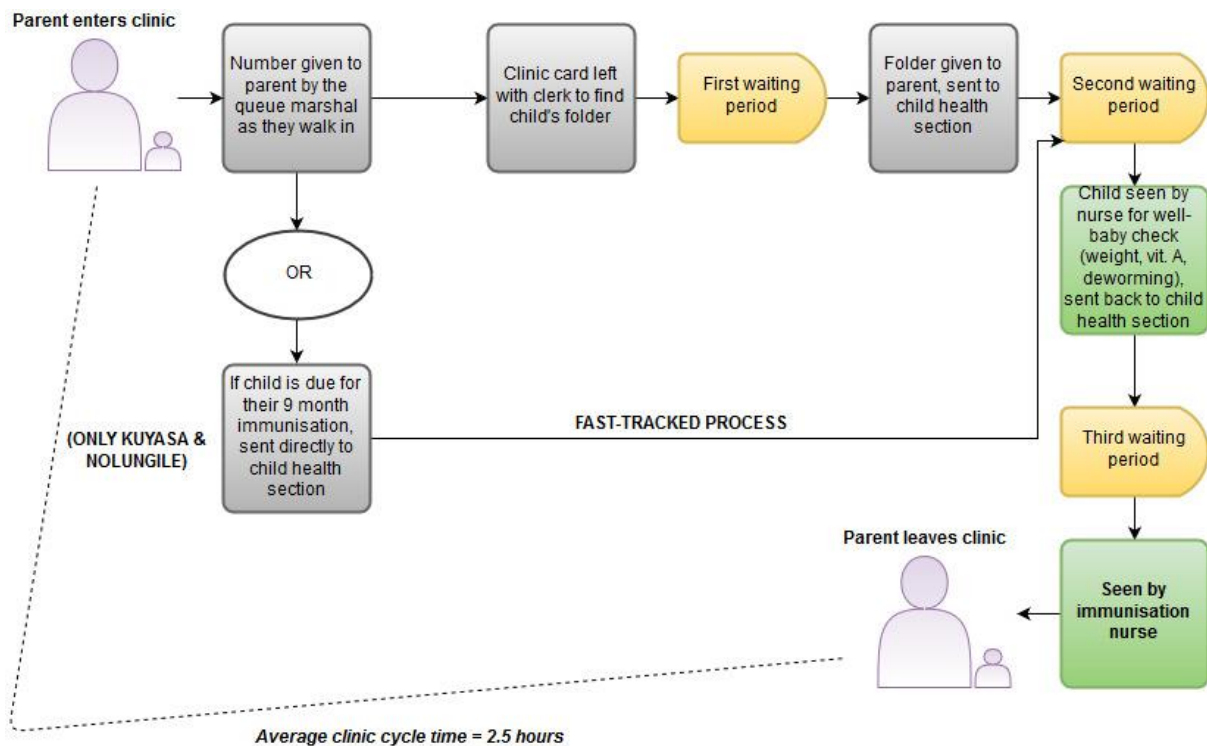 Parent enters clinic
Number given to
parent by the
queue marshal
as they walk in
Clinic card left
with clerk to find
child's folder
First waiting
period
Folder given to
parent, sent to
child health
section
Second waiting
period
Child seen by
nurse for well-
baby check
(weight, vit. A,
deworming),
sent back to child
health section
OR
If child is due for
their 9 month
immunisation,
sent directly to
child health
section
(ONLY KUYASA &
NOLUNGILE)
FAST-TRACKED PROCESS
Third waiting
period
Seen by
immunisation
nurse
Parent leaves clinic
Average clinic cycle time = 2.5 hours